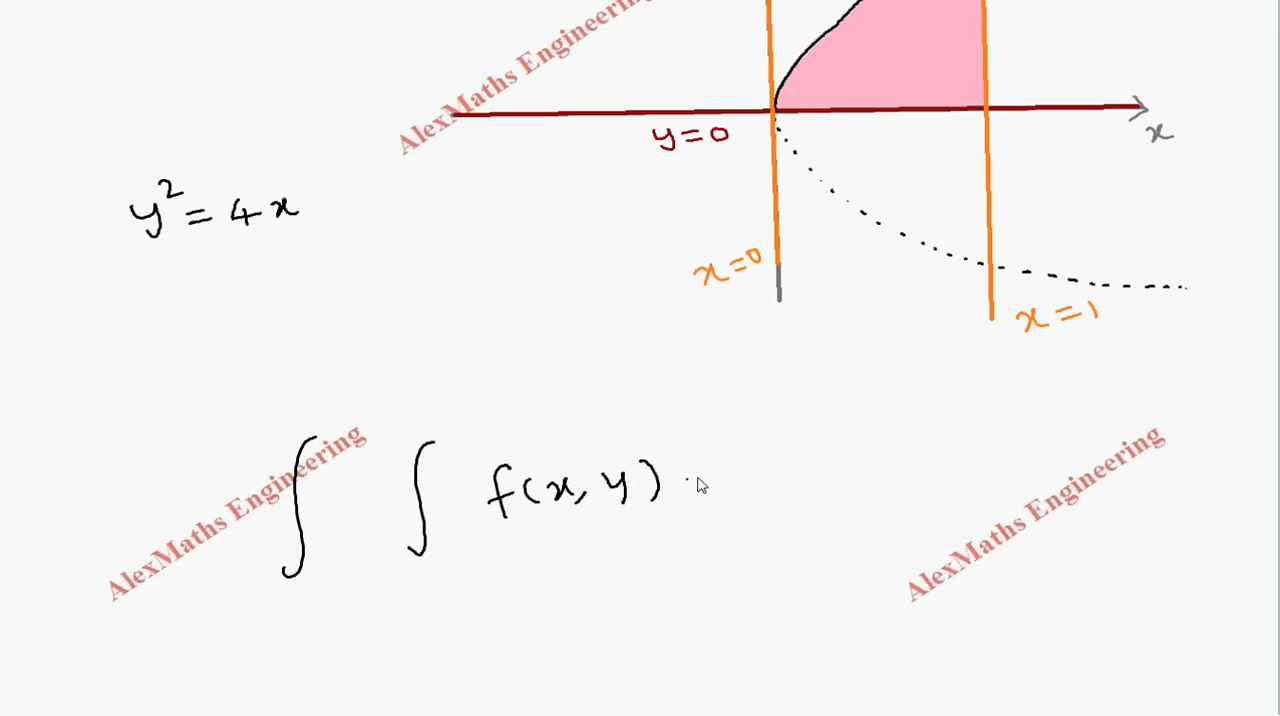 AlexMaths Engineering
y=0
x
y² = 4x
x=0
x=1
∫ ∫ f(x, y)
AlexMaths Engineering
AlexMaths Engineering